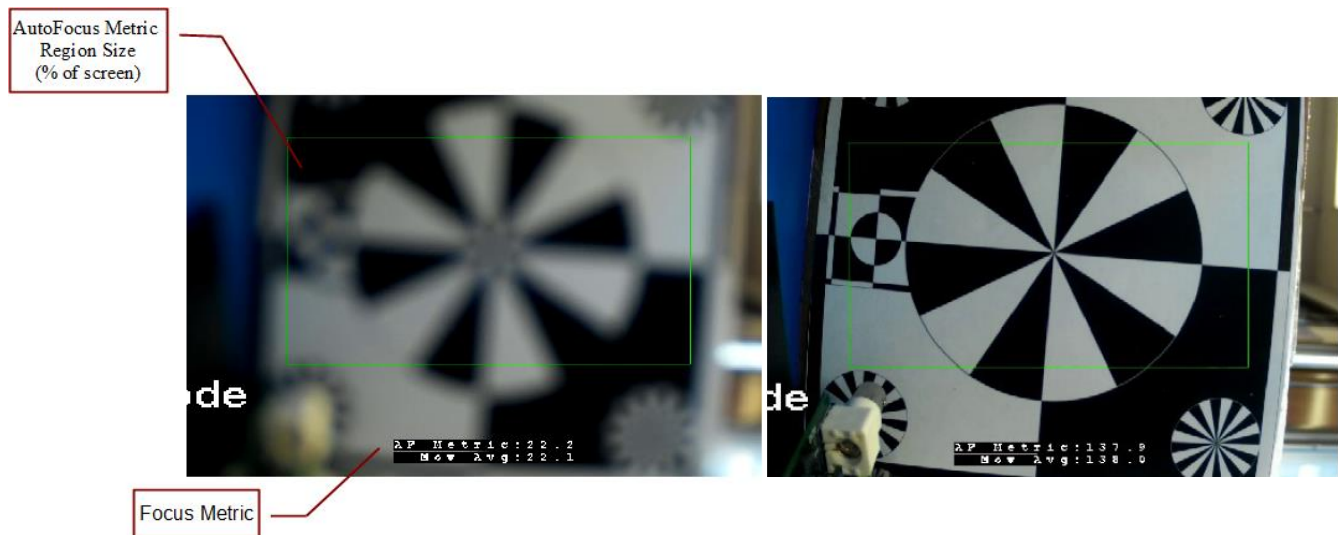 AutoFocus Metric
Region Size
(% of screen)
ode
AF Metric:22.2
Mov Avg:22.1
de
AF Metric:137.9
Mov Avg:138.0
Focus Metric